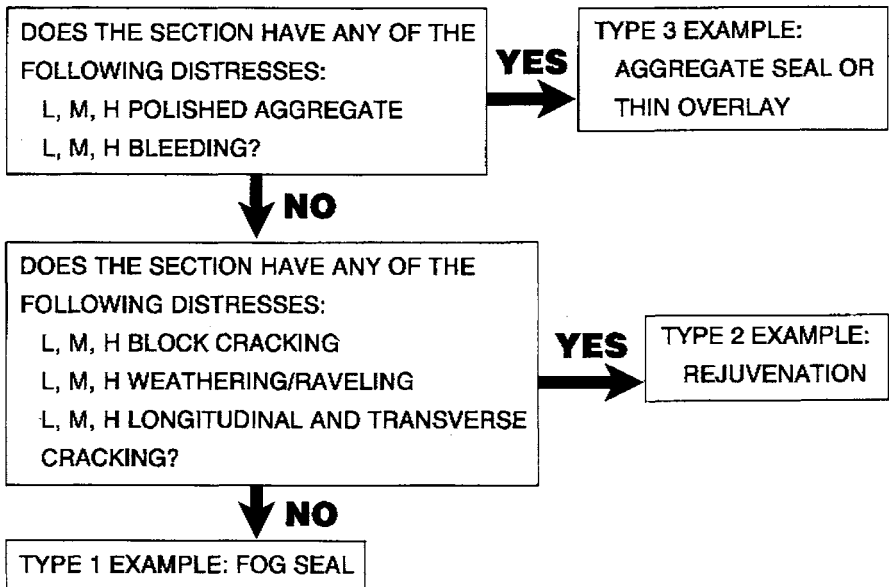 DOES THE SECTION HAVE ANY OF THE
FOLLOWING DISTRESSES:
L, M, H POLISHED AGGREGATE
L, M, H BLEEDING?
YES
TYPE 3 EXAMPLE:
AGGREGATE SEAL OR
THIN OVERLAY
NO
DOES THE SECTION HAVE ANY OF THE
FOLLOWING DISTRESSES:
L, M, H BLOCK CRACKING
L, M, H WEATHERING/RAVELING
L, M, H LONGITUDINAL AND TRANSVERSE
CRACKING?
YES
TYPE 2 EXAMPLE:
REJUVENATION
NO
TYPE 1 EXAMPLE: FOG SEAL